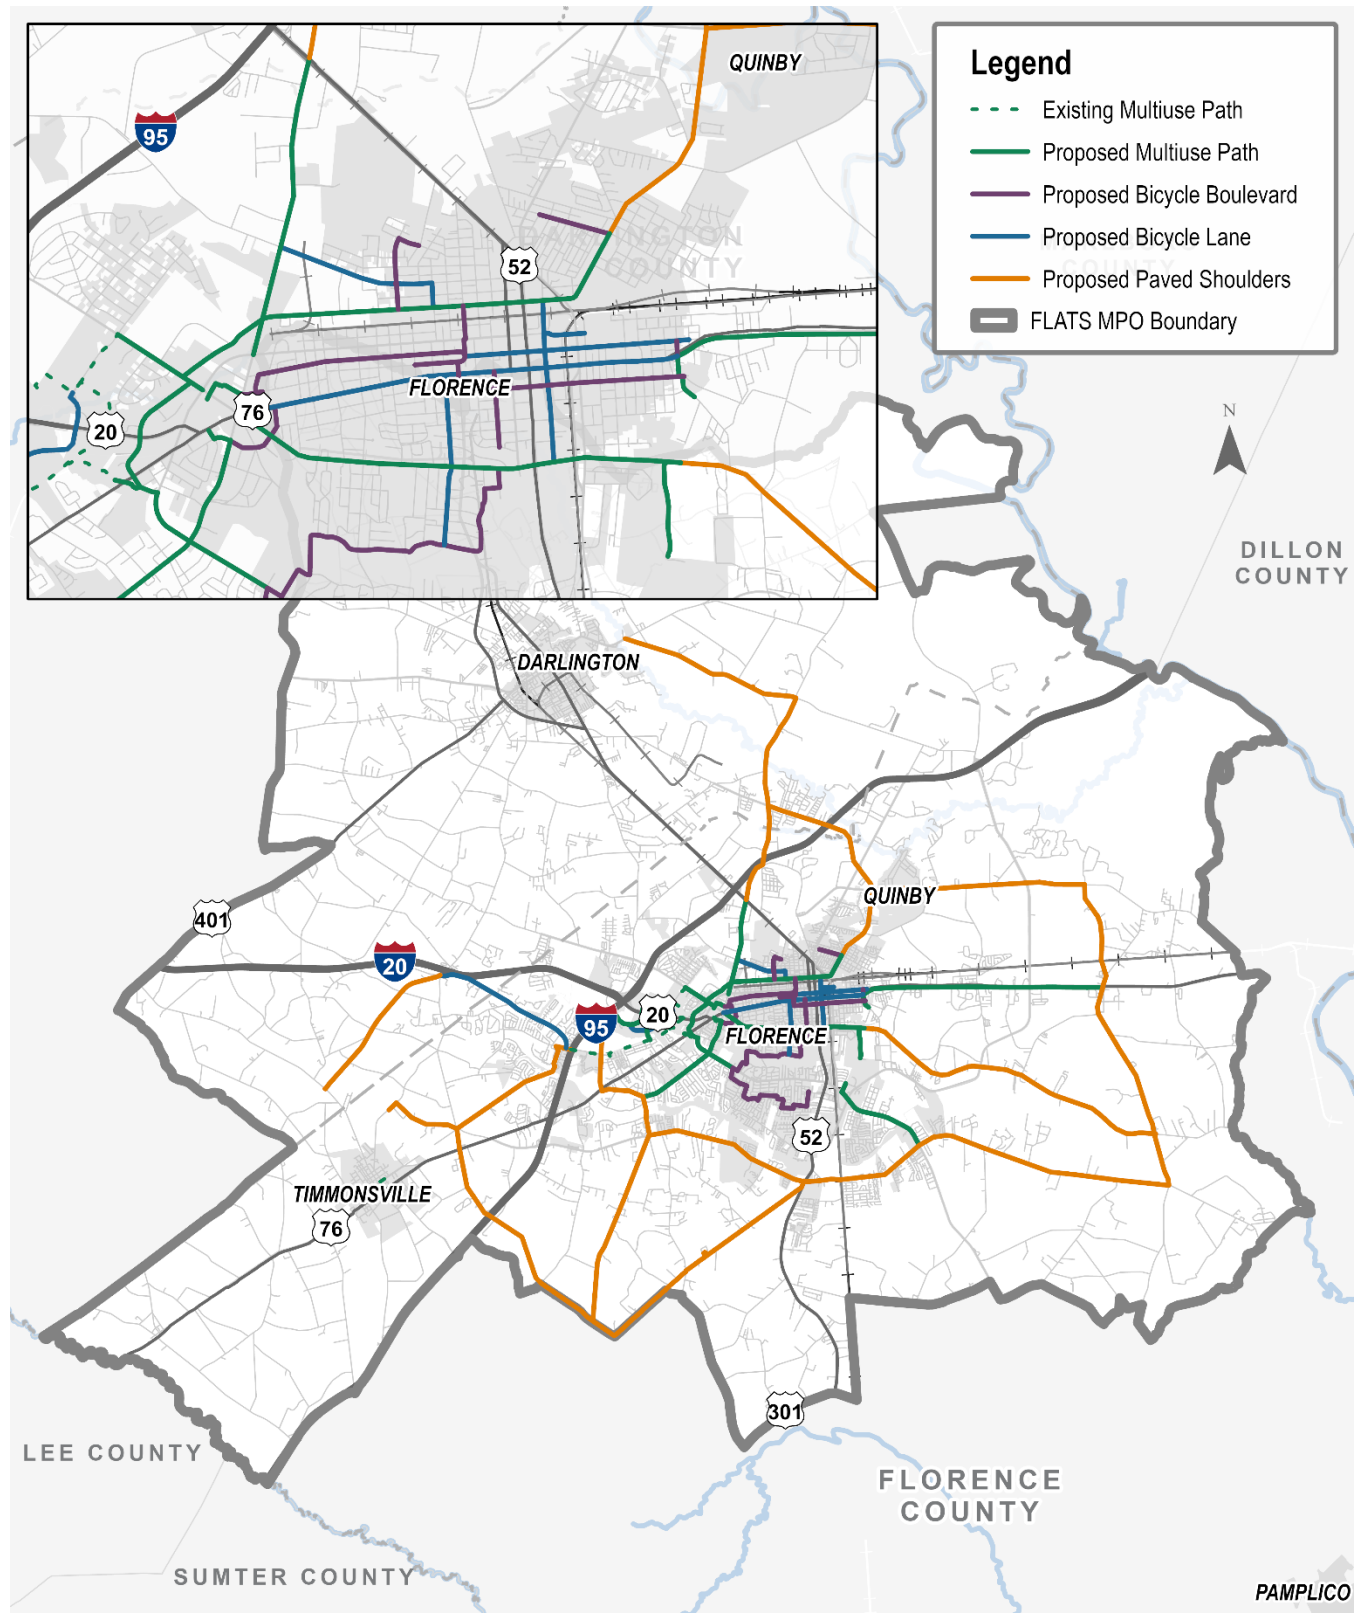 QUINBY
95
52
DARLINGTON
COUNTY
FLORENCE
76
20
Legend
Existing Multiuse Path
Proposed Multiuse Path
Proposed Bicycle Boulevard
Proposed Bicycle Lane
Proposed Paved Shoulders
FLATS MPO Boundary
N
DILLON
COUNTY
DARLINGTON
QUINBY
401
20
95
20
FLORENCE
52
TIMMONSVILLE
76
301
LEE COUNTY
FLORENCE
COUNTY
SUMTER COUNTY
PAMPLICO